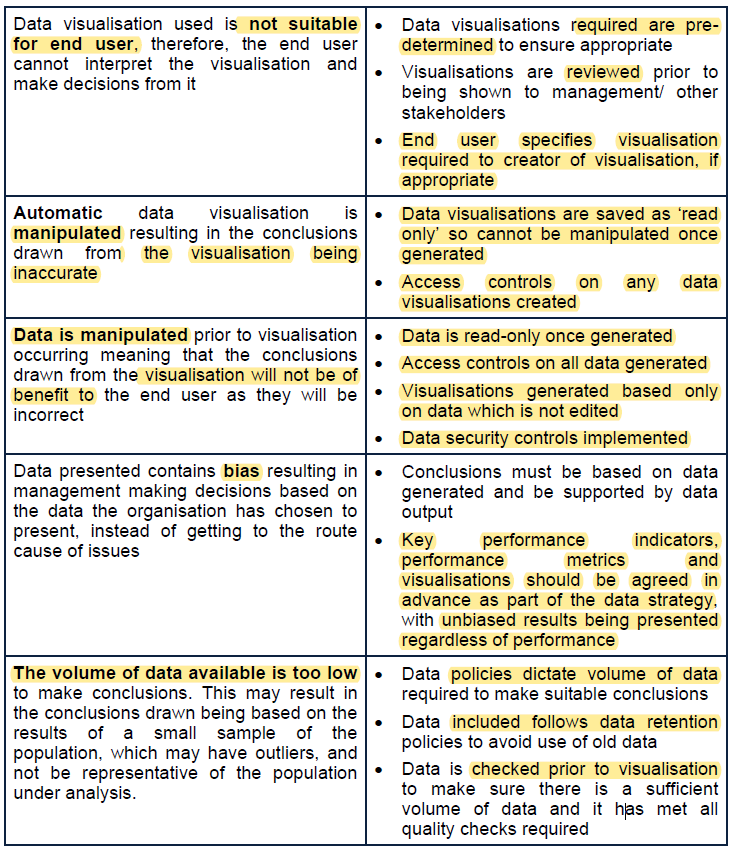 Data visualisation used is not suitable
for end user, therefore, the end user
cannot interpret the visualisation and
make decisions from it
• Data visualisations required are pre-
determined to ensure appropriate
• Visualisations are reviewed prior to
being shown to management/ other
stakeholders
• End user specifies visualisation
required to creator of visualisation, if
appropriate
Automatic data visualisation is
manipulated resulting in the conclusions
drawn from the visualisation being
inaccurate
• Data visualisations are saved as ‘read
only’ so cannot be manipulated once
generated
• Access controls on any data
visualisations created
Data is manipulated prior to visualisation
occurring meaning that the conclusions
drawn from the visualisation will not be of
benefit to the end user as they will be
incorrect
• Data is read-only once generated
• Access controls on all data generated
• Visualisations generated based only
on data which is not edited
• Data security controls implemented
Data presented contains bias resulting in
management making decisions based on
the data the organisation has chosen to
present, instead of getting to the route
cause of issues
• Conclusions must be based on data
generated and be supported by data
output
• Key performance indicators,
performance metrics and
visualisations should be agreed in
advance as part of the data strategy,
with unbiased results being presented
regardless of performance
The volume of data available is too low
to make conclusions. This may result in
the conclusions drawn being based on the
results of a small sample of the
population, which may have outliers, and
not be representative of the population
under analysis.
• Data policies dictate volume of data
required to make suitable conclusions
• Data included follows data retention
policies to avoid use of old data
• Data is checked prior to visualisation
to make sure there is a sufficient
volume of data and it has met all
quality checks required